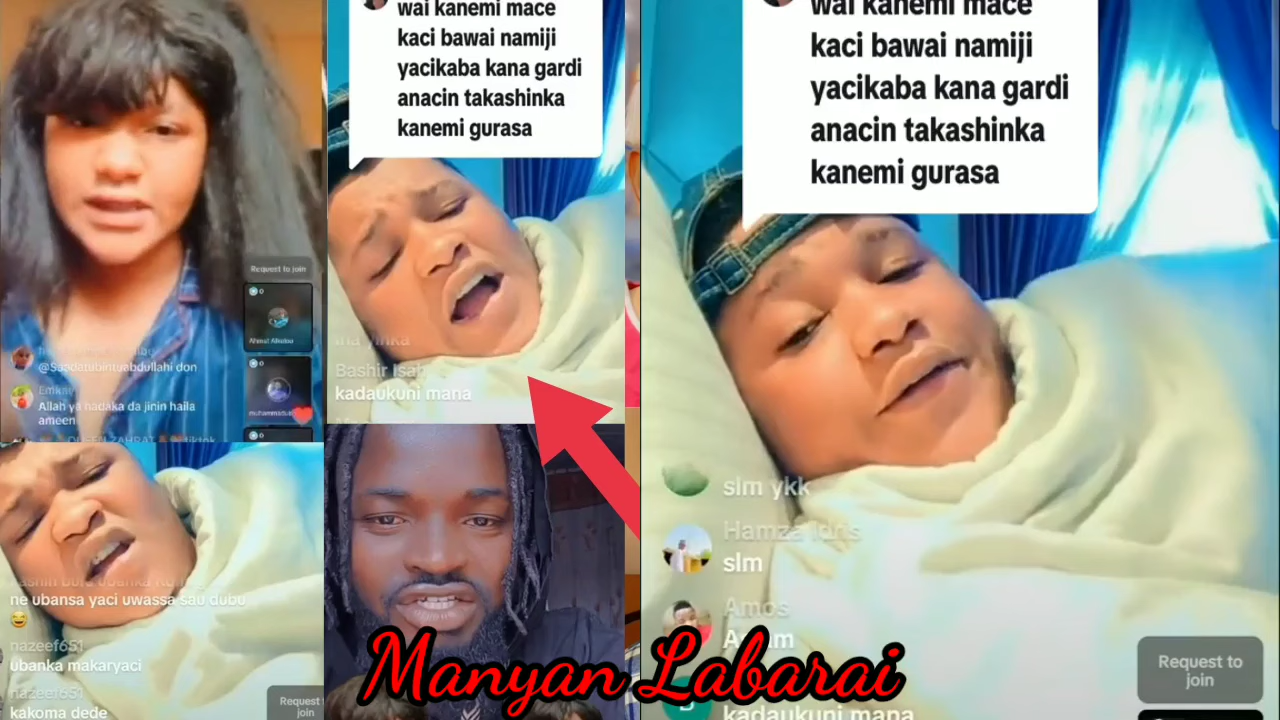 wai kanemi mace
kaci bawai namiji
yacikaba kana gardi
anacin takashinka
kanemi gurasa
wai kanemi mace
kaci bawai namiji
yacikaba kana gardi
anacin takashinka
kanemi gurasa
Request to join
@Saadatubintuabdullahi don
Allah ya hadaka da jinin haila
ameen
Bashir Isah
kadaukuni mana
ne ubansa yaci uwassa sau dubu
nazeef651
ubanka makaryaci
nazeef651
kakoma dede
Request
join
slm ykk
Hamza Idris
slm
Amos
kadaukuni mana
Request to
join
Manyan Labarai